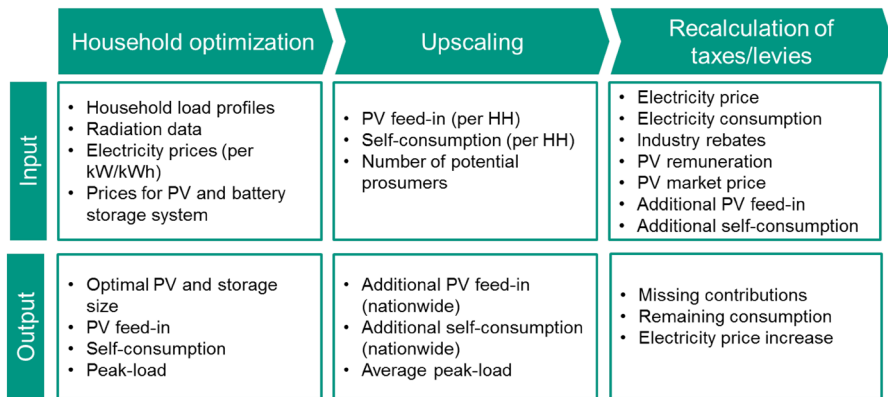 Household optimization
Upscaling
Recalculation of
taxes/levies
Input
• Household load profiles
• Radiation data
• Electricity prices (per
kW/kWh)
• Prices for PV and battery
storage system
• PV feed-in (per HH)
• Self-consumption (per HH)
• Number of potential
prosumers
• Electricity price
• Electricity consumption
• Industry rebates
• PV remuneration
• PV market price
• Additional PV feed-in
• Additional self-consumption
Output
• Optimal PV and storage
size
• PV feed-in
• Self-consumption
• Peak-load
• Additional PV feed-in
(nationwide)
• Additional self-consumption
(nationwide)
• Average peak-load
• Missing contributions
• Remaining consumption
• Electricity price increase